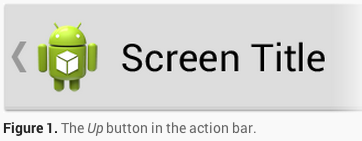 Screen Title
Figure 1. The Up button in the action bar.